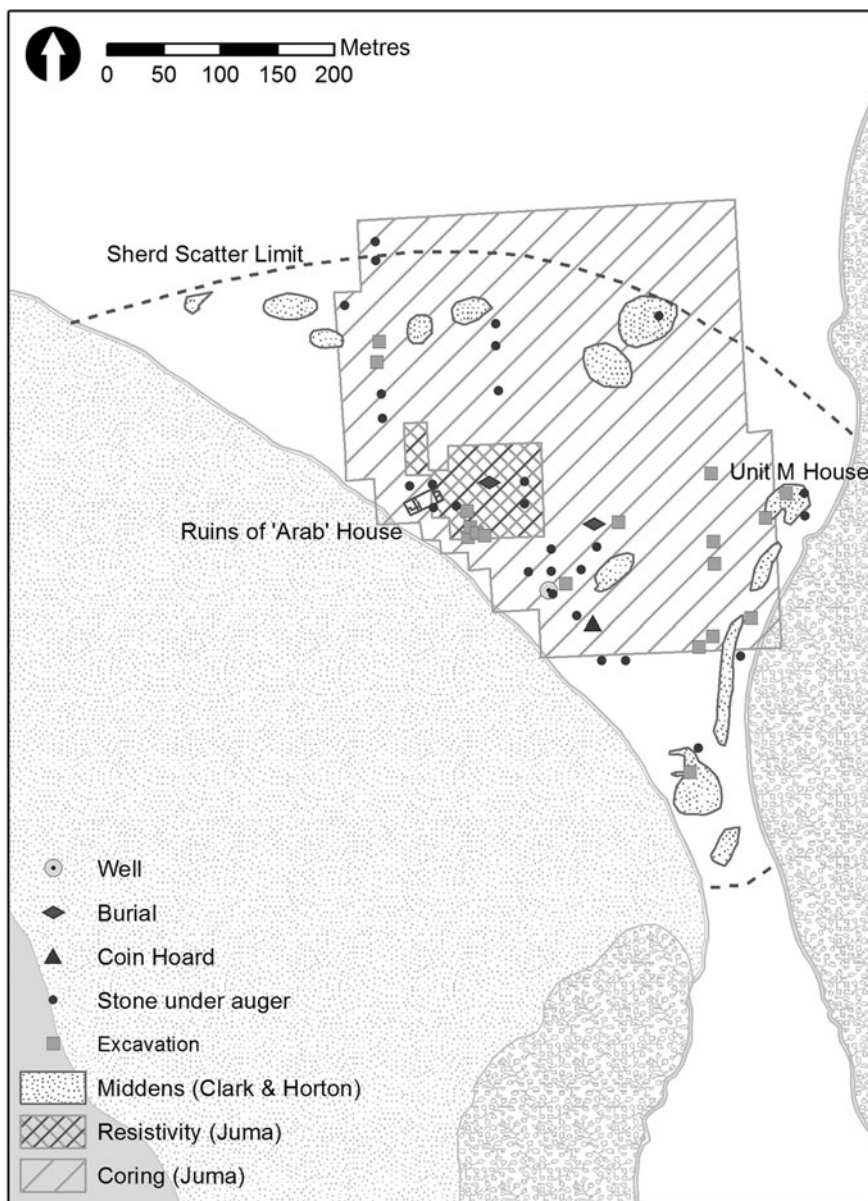 Metres
0 50 100 150 200
Sherd Scatter Limit
Unit M House
Ruins of 'Arab' House
Well
Burial
Coin Hoard
Stone under auger
Excavation
Middens (Clark & Horton)
Resistivity (Juma)
Coring (Juma)